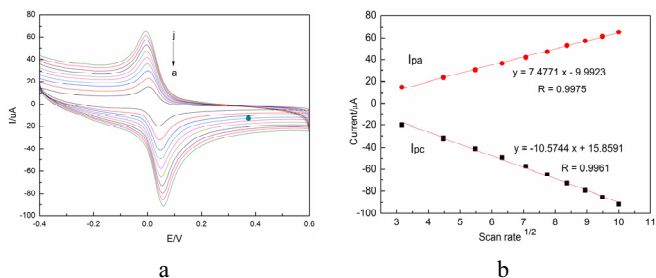 80
60
40
20
0
-20
-40
-60
-80
-100
I/uA
-0.4
-0.2
0.0
0.2
0.4
0.6
E/V
j
a
a
100
80
60
40
20
0
-20
-40
-60
-80
-100
Current/μA
Ipa
y = 7.4771 x - 9.9923
R = 0.9975
y = -10.5744 x + 15.8591
Ipc
R = 0.9961
2
3
4
5
6
7
8
9
10
11
Scan rate 1/2
b